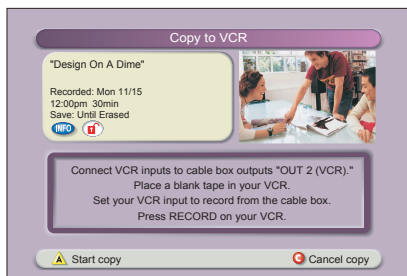 Copy to VCR
"Design On A Dime"
Recorded: Mon 11/15
12:00pm 30min
Save: Until Erased
INFO
Connect VCR inputs to cable box outputs "OUT 2 (VCR)."
Place a blank tape in your VCR.
Set your VCR input to record from the cable box.
Press RECORD on your VCR.
A Start copy
C Cancel copy